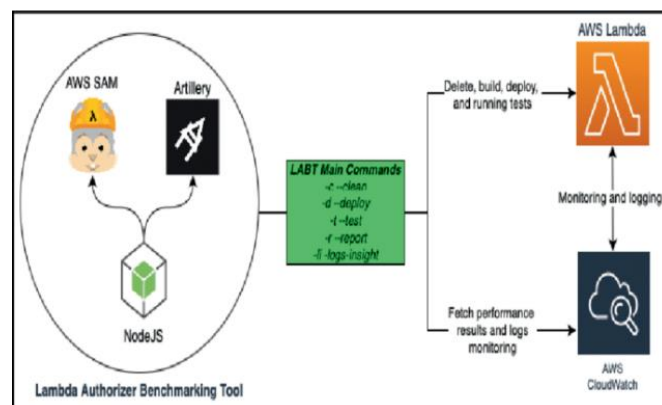 AWS SAM
λ
Artillery
NodeJS
Lambda Authorizer Benchmarking Tool
LABT Main Commands
-c --clean
-d --deploy
-t --test
-r --report
-li -logs-insight
Delete, build, deploy,
and running tests
Fetch performance
results and logs
monitoring
AWS Lambda
Monitoring and logging
AWS
CloudWatch